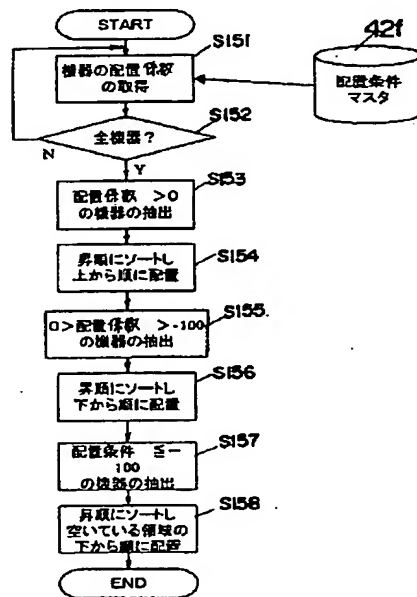 START
S151
機器の配置係数
の取得
42f
配置条件
マスタ
S152
全機器?
N
Y
S153
配置係数 >0
の機器の抽出
S154
昇順にソートし
上から順に配置
S155
0>配置係数 >-100
の機器の抽出
S156
昇順にソートし
下から順に配置
S157
配置条件 ≦-
100
の機器の抽出
S158
昇順にソートし
空いている領域の
下から順に配置
END